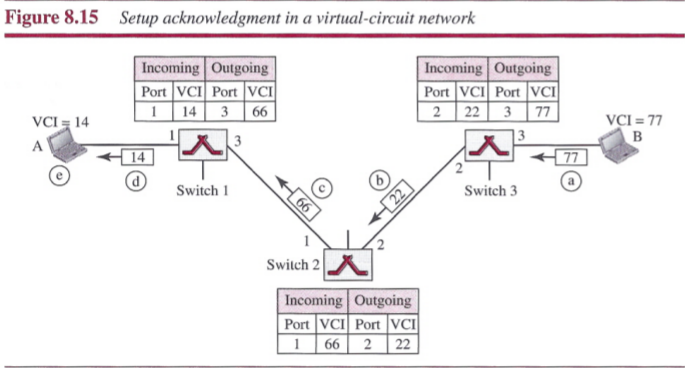 Figure 8.15 Setup acknowledgment in a virtual-circuit network
Incoming Outgoing
Port VCI Port VCI
1 14 3 66
Incoming Outgoing
Port VCI Port VCI
2 22 3 77
VCI = 14
A
e
14
d
1
3
Switch 1
66
c
b
22
2
3
Switch 3
VCI = 77
B
77
a
1
2
Switch 2
Incoming Outgoing
Port VCI Port VCI
1 66 2 22